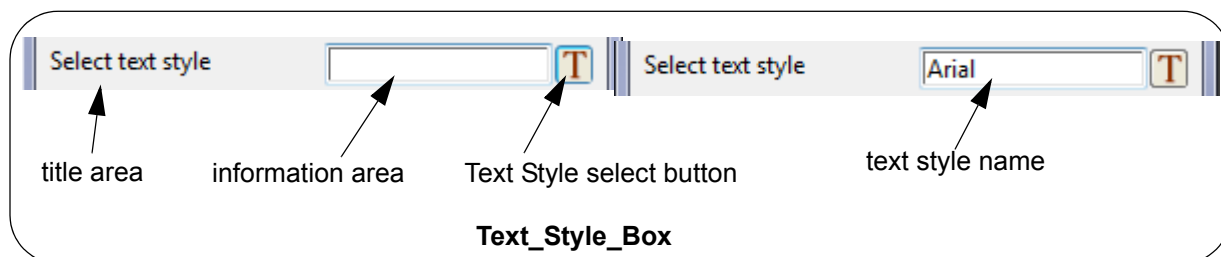 Select text style T Select text style Arial T
title area information area Text Style select button text style name
Text_Style_Box